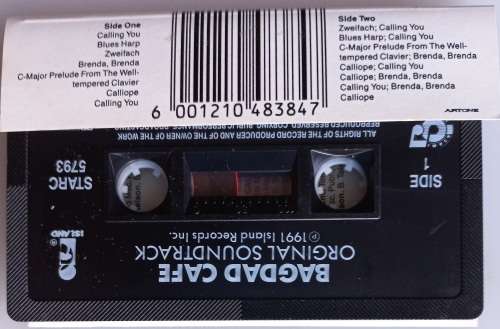 Side One
Calling You
Blues Harp
Zweifach
C-Major Prelude From The Well-
tempered Clavier
Brenda, Brenda
Calliope
Calling You
6 001210 483847
Side Two
Zweifach; Calling You
Blues Harp; Calling You
C-Major Prelude From The Well-
tempered Clavier; Brenda, Brenda
Calliope; Calling You
Calliope; Brenda, Brenda
Calling You; Brenda, Brenda
Calliope
ARTONE
BAGDAD CAFE
ORGINAL SOUNDTRACK
℗ 1991 Island Records Inc.
ISLAND
SIDE
1
STARC
5793
ALL RIGHTS OF THE RECORD PRODUCER AND OF THE OWNER OF THE WORK
RESERVED. COPYING, PUBLIC PERFORMANCE, BROADCASTING